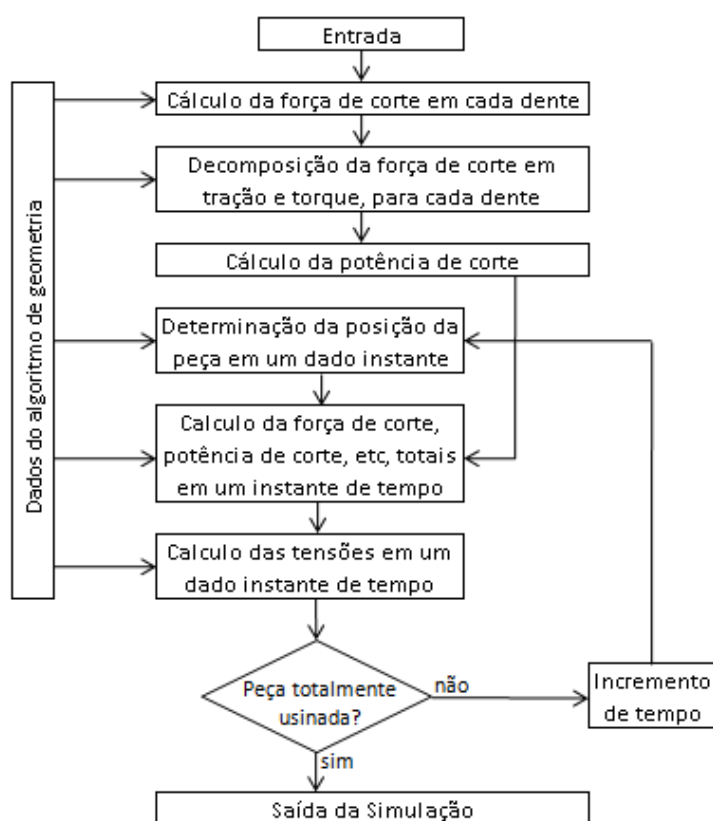 Entrada
Dados do algoritmo de geometria
Cálculo da força de corte em cada dente
Decomposição da força de corte em
tração e torque, para cada dente
Cálculo da potência de corte
Determinação da posição da
peça em um dado instante
Calculo da força de corte,
potência de corte, etc, totais
em um instante de tempo
Calculo das tensões em um
dado instante de tempo
Peça totalmente
usinada?
não
Incremento
de tempo
sim
Saída da Simulação